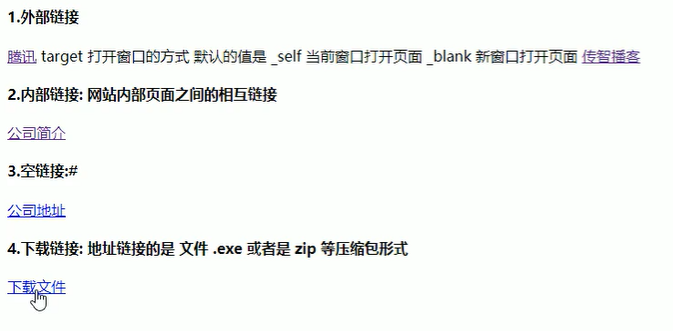 1.外部链接
腾讯 target 打开窗口的方式 默认的值是 _self 当前窗口打开页面 _blank 新窗口打开页面 传智播客
2.内部链接: 网站内部页面之间的相互链接
公司简介
3.空链接:#
公司地址
4.下载链接: 地址链接的是 文件 .exe 或者是 zip 等压缩包形式
下载文件